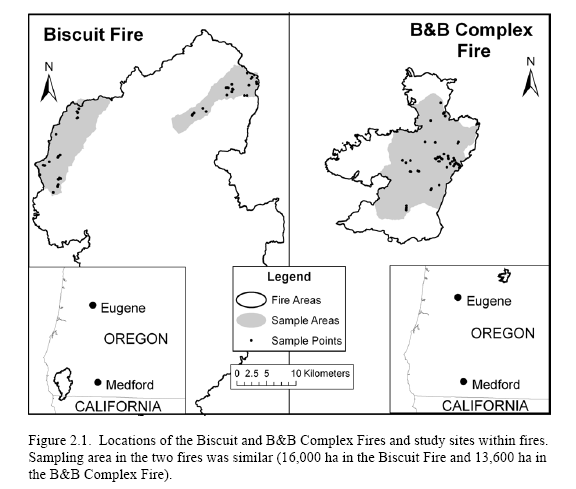 Biscuit Fire
B&B Complex
Fire
N
N
Legend
Fire Areas
Sample Areas
Sample Points
0 2.5 5 10 Kilometers
Eugene
OREGON
Medford
CALIFORNIA
Eugene
OREGON
Medford
CALIFORNIA
Figure 2.1. Locations of the Biscuit and B&B Complex Fires and study sites within fires.
Sampling area in the two fires was similar (16,000 ha in the Biscuit Fire and 13,600 ha in
the B&B Complex Fire).